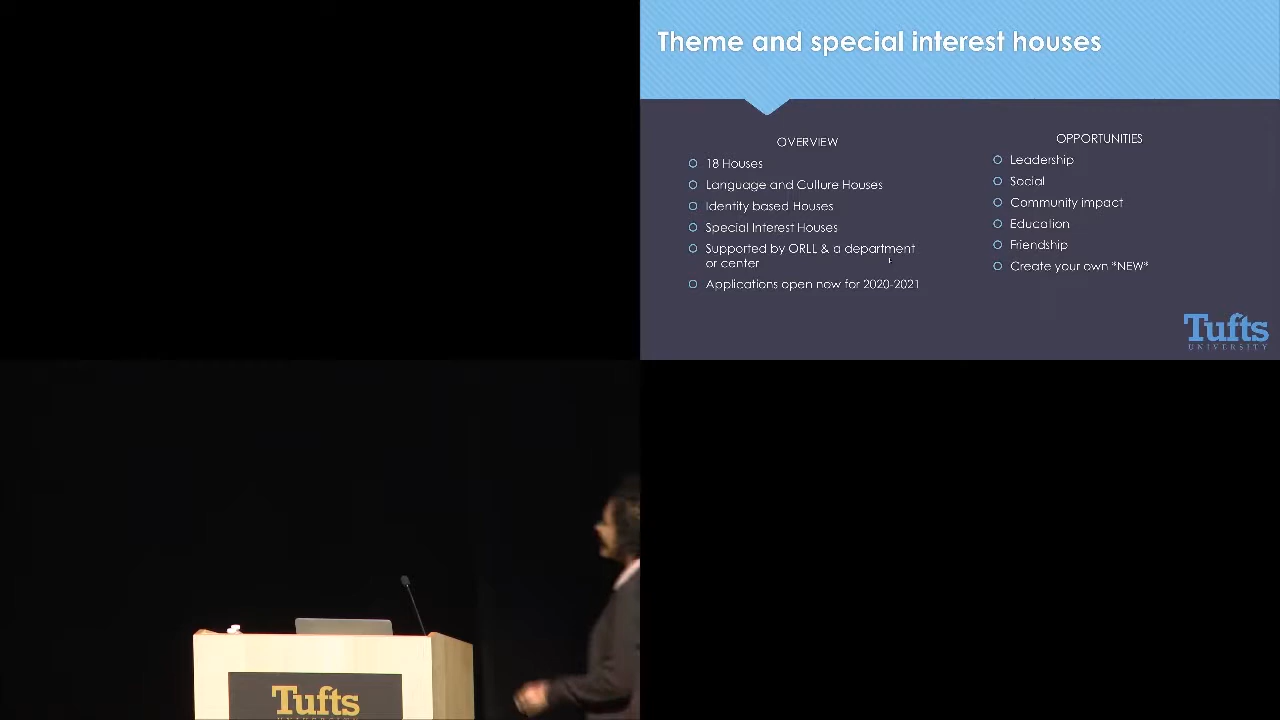 Theme and special interest houses
OVERVIEW
18 Houses
Language and Culture Houses
Identity based Houses
Special Interest Houses
Supported by ORLL & a department
or center
Applications open now for 2020-2021
OPPORTUNITIES
Leadership
Social
Community impact
Education
Friendship
Create your own *NEW*
Tufts
UNIVERSITY
Tufts
UNIVERSITY